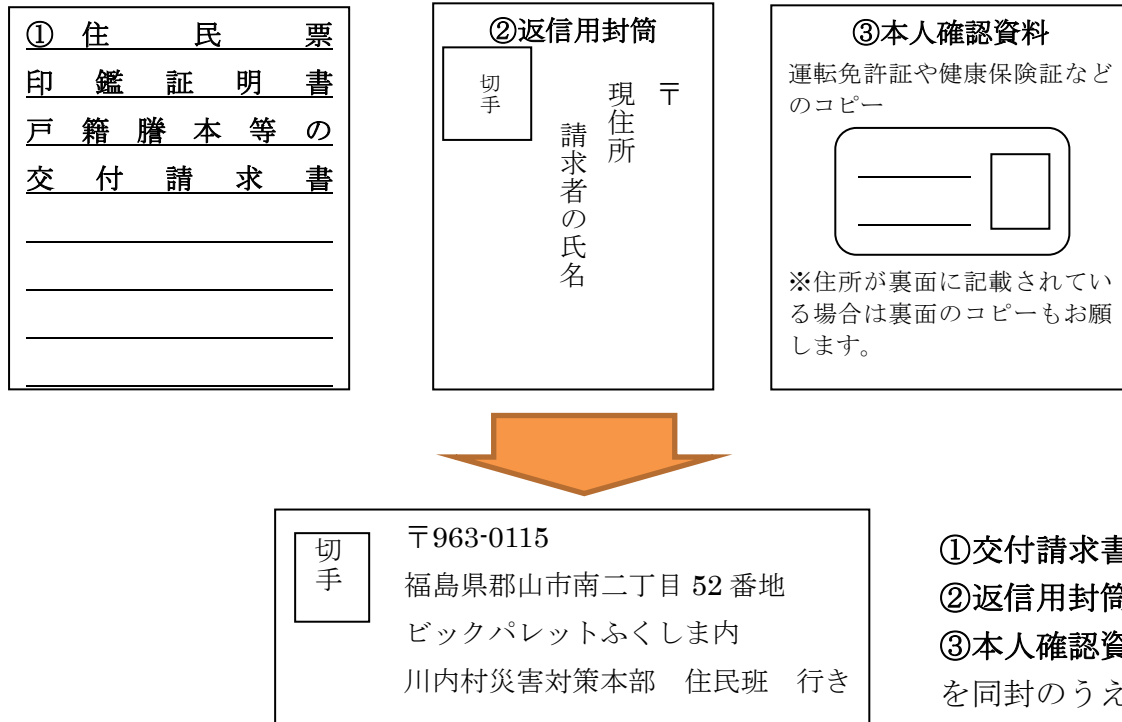 ①住民票
印鑑証明書
戸籍謄本等の
交付請求書
②返信用封筒
切手
〒
現住所
請求者の氏名
③本人確認資料
運転免許証や健康保険証など
のコピー
※住所が裏面に記載されてい
る場合は裏面のコピーもお願
します。
切手
〒963-0115
福島県郡山市南二丁目 52 番地
ビックパレットふくしま内
川内村災害対策本部　住民班　行き
①交付請求書
②返信用封筒
③本人確認資
を同封のうえ